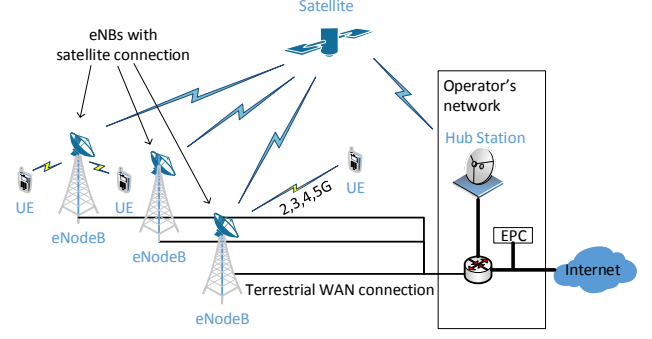 Satellite
eNBs with
satellite connection
Operator's
network
Hub Station
UE
UE
UE
2,3,4,5G
eNodeB
eNodeB
eNodeB
EPC
Internet
Terrestrial WAN connection